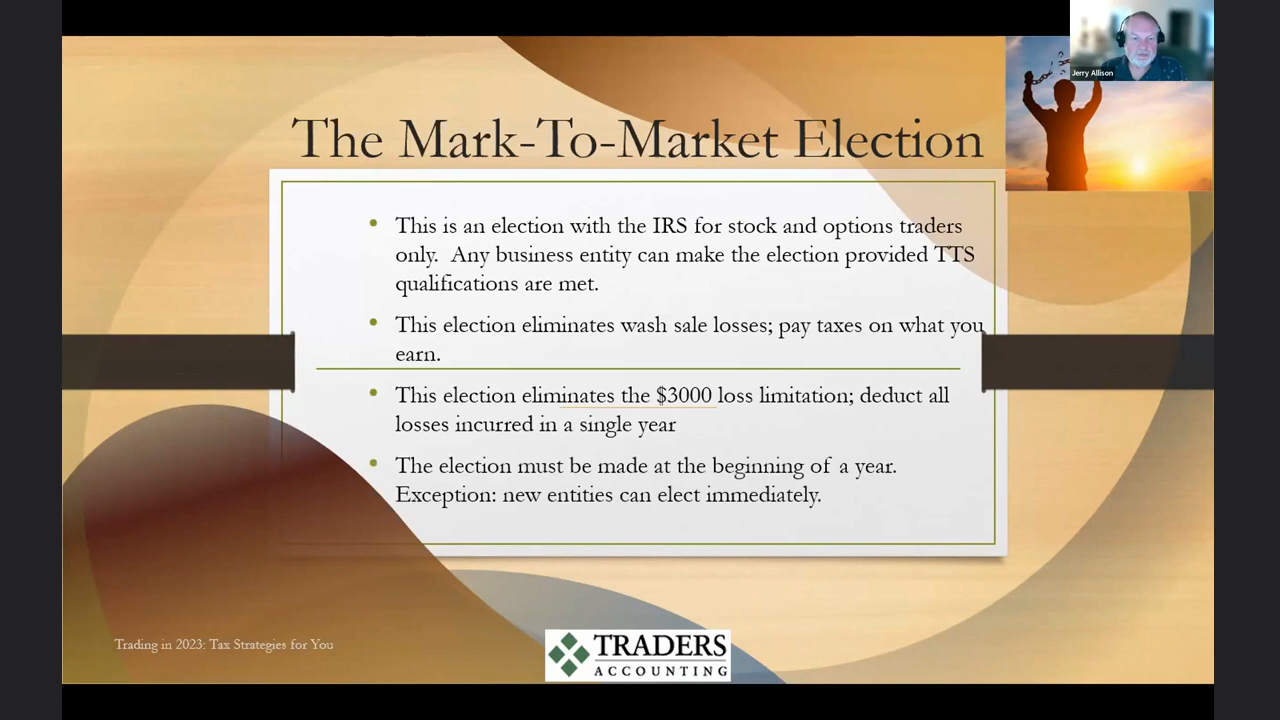 Jerry Allison
The Mark-To-Market Election
• This is an election with the IRS for stock and options traders
only.  Any business entity can make the election provided TTS
qualifications are met.
• This election eliminates wash sale losses; pay taxes on what you
earn.
• This election eliminates the $3000 loss limitation; deduct all
losses incurred in a single year
• The election must be made at the beginning of a year.
Exception: new entities can elect immediately.
Trading in 2023: Tax Strategies for You
TRADERS
ACCOUNTING